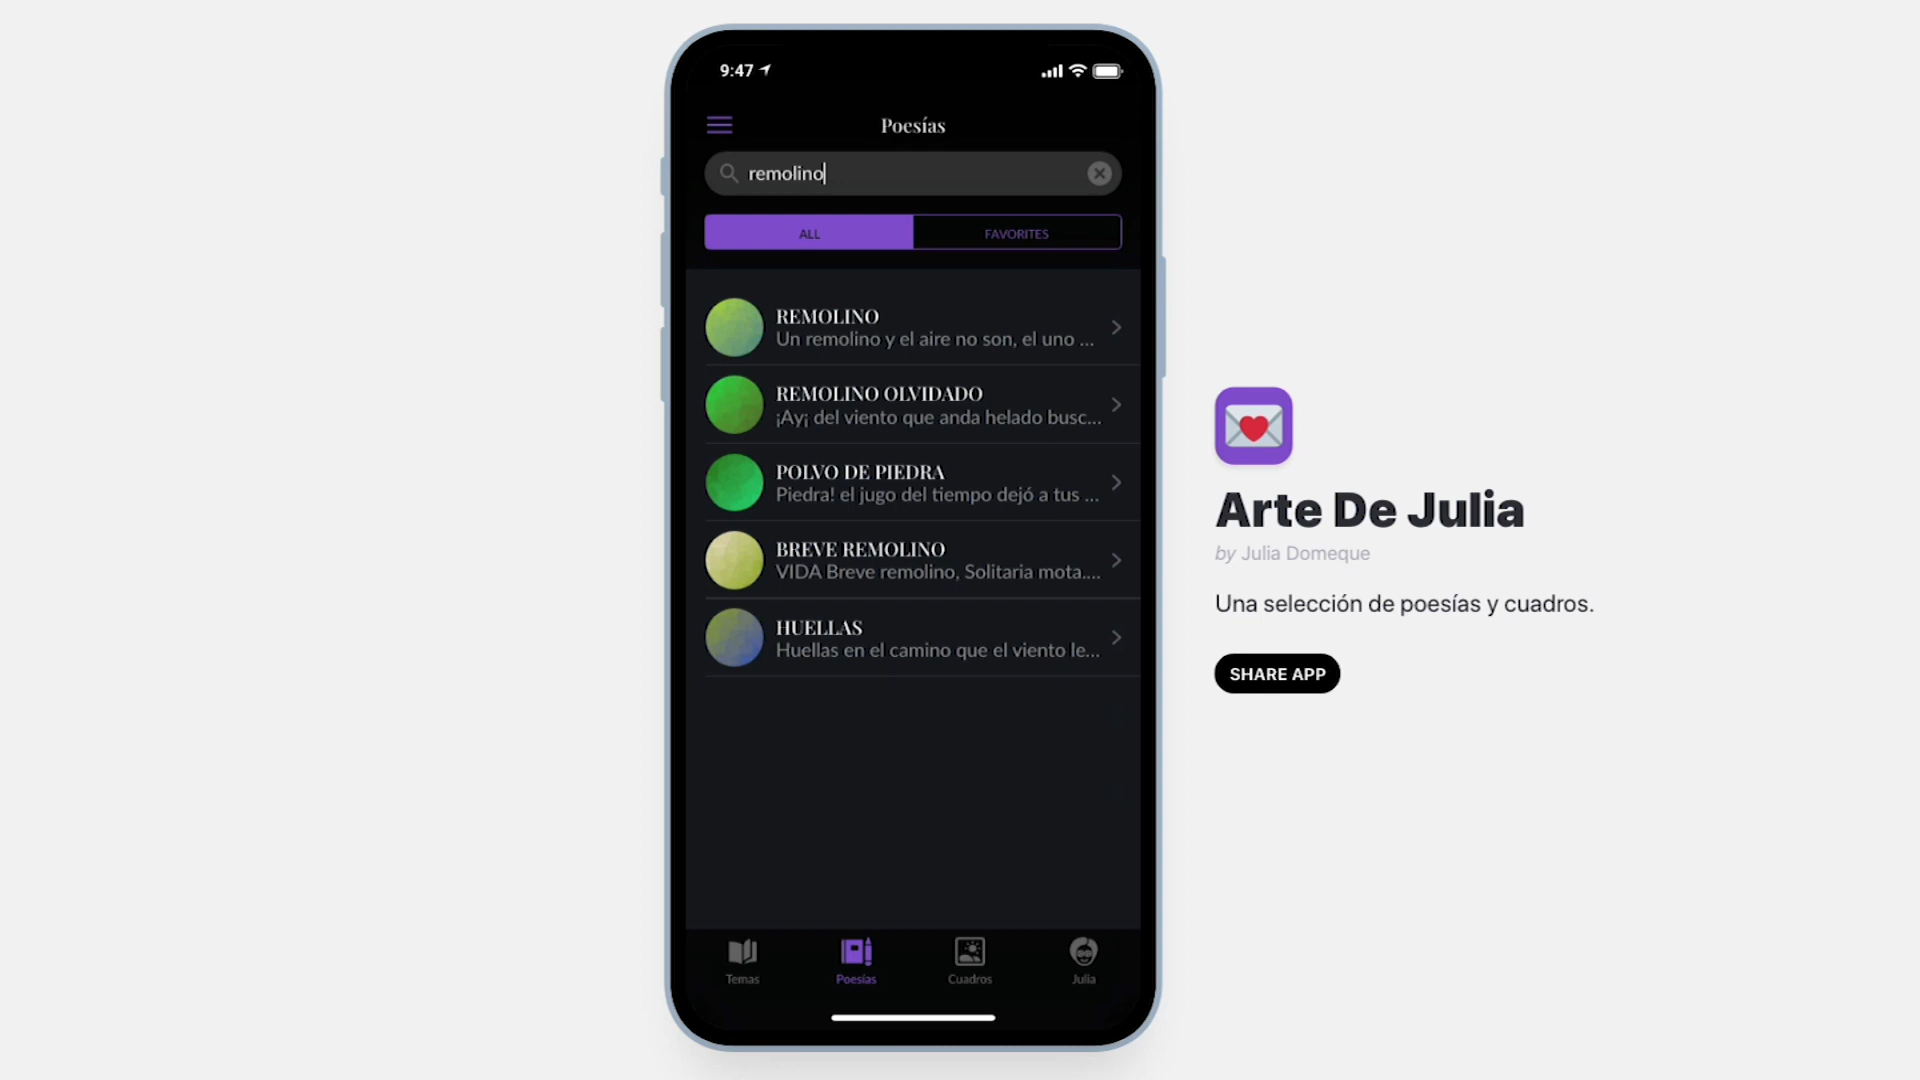 9:47
Poesías
remolino
ALL
FAVORITES
REMOLINO
Un remolino y el aire no son, el uno ...
REMOLINO OLVIDADO
¡Ay¡ del viento que anda helado busc...
POLVO DE PIEDRA
Piedra! el jugo del tiempo dejó a tus ...
BREVE REMOLINO
VIDA Breve remolino, Solitaria mota....
HUELLAS
Huellas en el camino que el viento le...
Temas
Poesías
Cuadros
Julia
Arte De Julia
by Julia Domeque
Una selección de poesías y cuadros.
SHARE APP